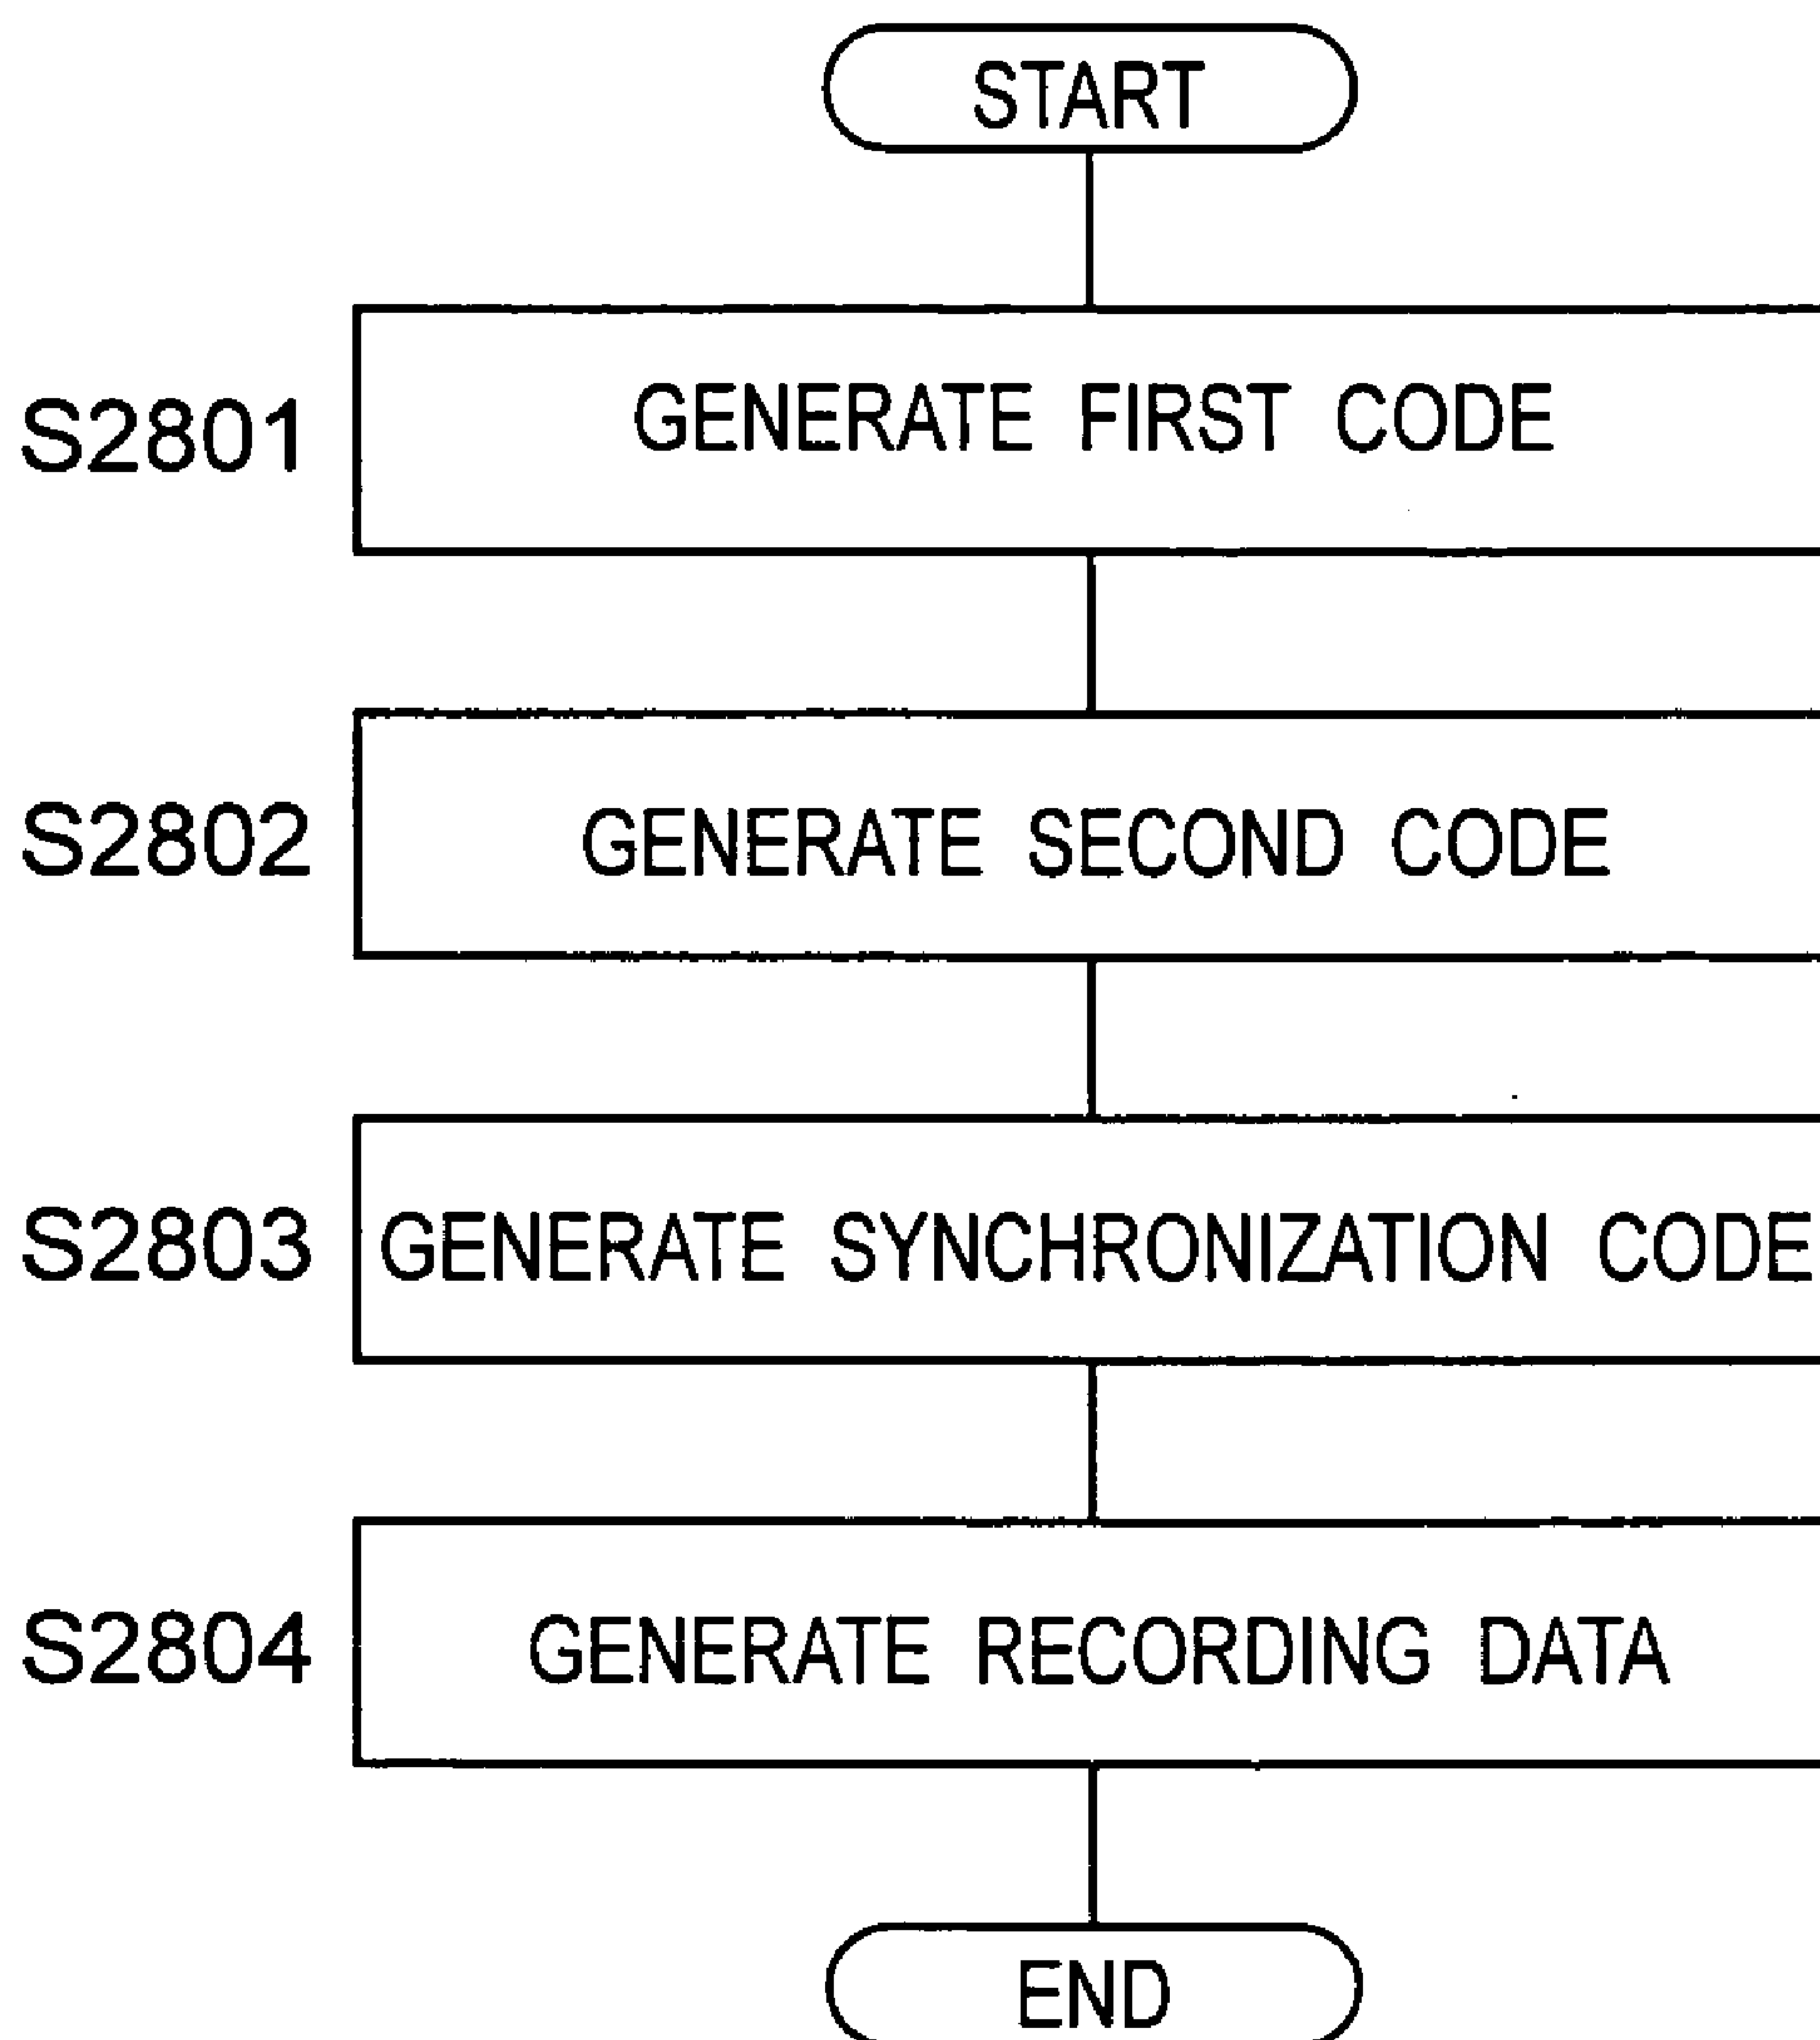 START
S2801 GENERATE FIRST CODE
S2802 GENERATE SECOND CODE
S2803 GENERATE SYNCHRONIZATION CODE
S2804 GENERATE RECORDING DATA
END